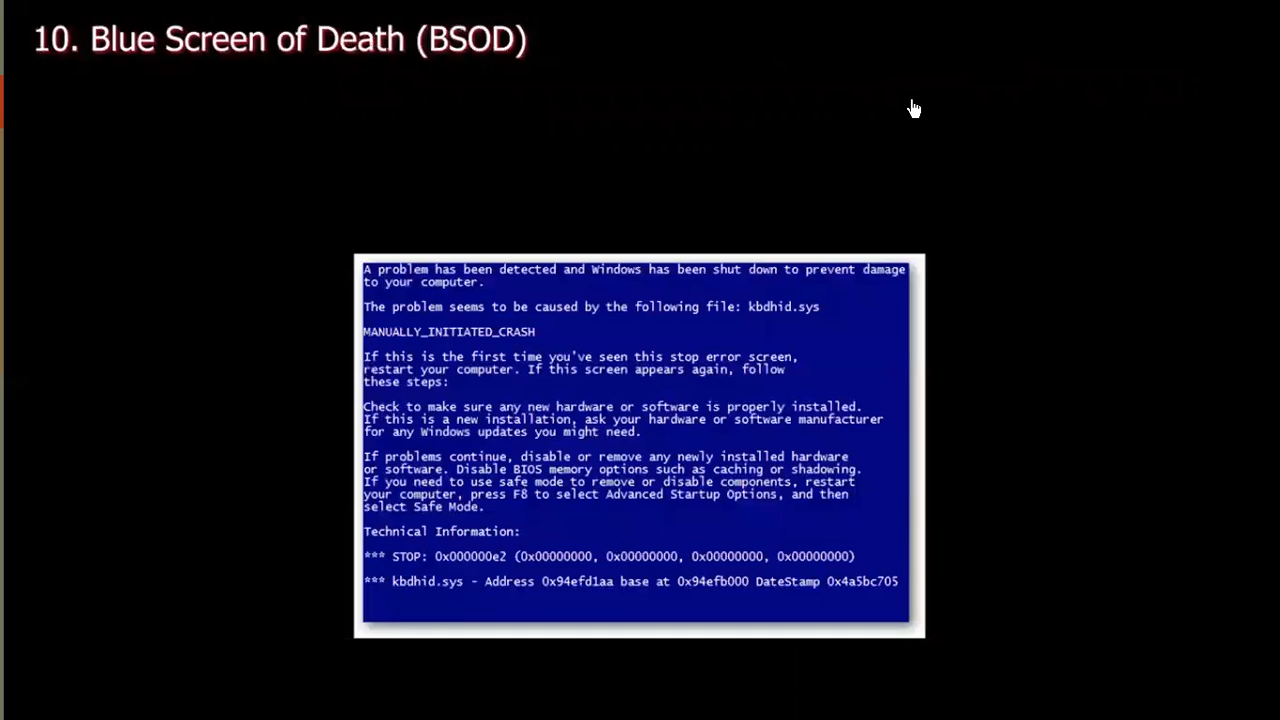 10. Blue Screen of Death (BSOD)
A problem has been detected and Windows has been shut down to prevent damage
to your computer.
The problem seems to be caused by the following file: kbdhid.sys
MANUALLY_INITIATED_CRASH
If this is the first time you've seen this stop error screen,
restart your computer. If this screen appears again, follow
these steps:
Check to make sure any new hardware or software is properly installed.
If this is a new installation, ask your hardware or software manufacturer
for any Windows updates you might need.
If problems continue, disable or remove any newly installed hardware
or software. Disable BIOS memory options such as caching or shadowing.
If you need to use safe mode to remove or disable components, restart
your computer, press F8 to select Advanced Startup Options, and then
select Safe Mode.
Technical Information:
*** STOP: 0x000000e2 (0x00000000, 0x00000000, 0x00000000, 0x00000000)
*** kbdhid.sys - Address 0x94efd1aa base at 0x94efb000 DateStamp 0x4a5bc705